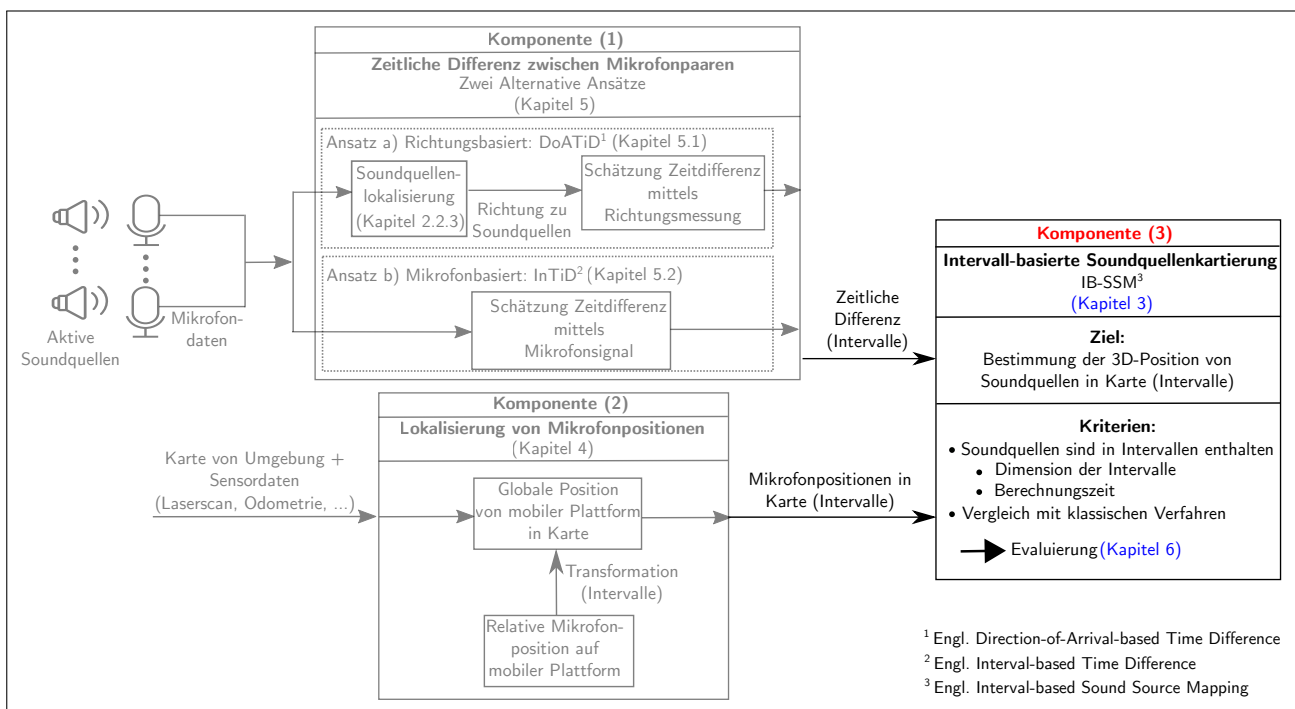 Komponente (1)
Zeitliche Differenz zwischen Mikrofonpaaren
Zwei Alternative Ansätze
(Kapitel 5)
Ansatz a) Richtungsbasiert: DoATiD¹ (Kapitel 5.1)
Soundquellen-
lokalisierung
(Kapitel 2.2.3)
Richtung zu
Soundquellen
Schätzung Zeitdifferenz
mittels
Richtungsmessung
Ansatz b) Mikrofonbasiert: InTiD² (Kapitel 5.2)
Schätzung Zeitdifferenz
mittels
Mikrofonsignal
Aktive
Soundquellen
Mikrofon-
daten
Zeitliche
Differenz
(Intervalle)
Komponente (2)
Lokalisierung von Mikrofonpositionen
(Kapitel 4)
Karte von Umgebung +
Sensordaten
(Laserscan, Odometrie, ...)
Globale Position
von mobiler Plattform
in Karte
Transformation
(Intervalle)
Relative Mikrofon-
position auf
mobiler Plattform
Mikrofonpositionen in
Karte (Intervalle)
Komponente (3)
Intervall-basierte Soundquellenkartierung
IB-SSM³
(Kapitel 3)
Ziel:
Bestimmung der 3D-Position von
Soundquellen in Karte (Intervalle)
Kriterien:
• Soundquellen sind in Intervallen enthalten
• Dimension der Intervalle
• Berechnungszeit
• Vergleich mit klassischen Verfahren
Evaluierung (Kapitel 6)
¹ Engl. Direction-of-Arrival-based Time Difference
² Engl. Interval-based Time Difference
³ Engl. Interval-based Sound Source Mapping